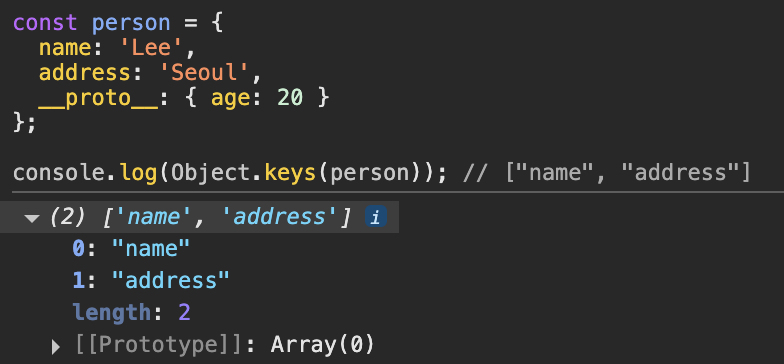 const person = {
  name: 'Lee',
  address: 'Seoul',
  __proto__: { age: 20 }
};
console.log(Object.keys(person)); // ["name", "address"]
▼ (2) ['name', 'address'] i
0: "name"
1: "address"
length: 2
▶ [[Prototype]]: Array(0)